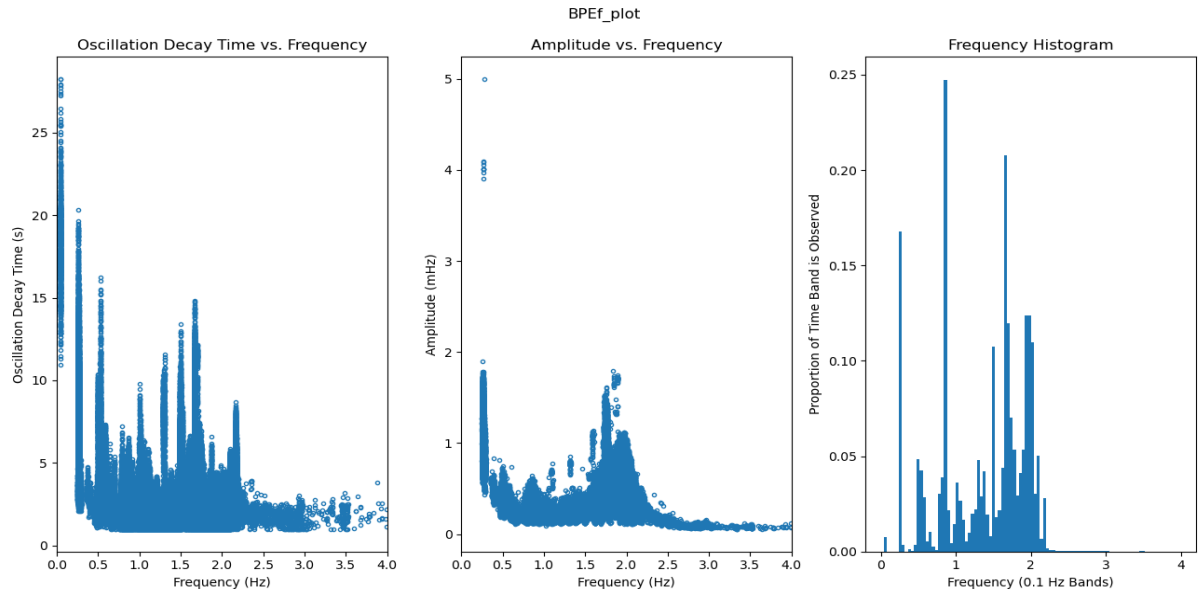 BPEf_plot
Oscillation Decay Time vs. Frequency
Oscillation Decay Time (s)
25
20
15
10
5
0
0.0 0.5 1.0 1.5 2.0 2.5 3.0 3.5 4.0
Frequency (Hz)
Amplitude vs. Frequency
Amplitude (mHz)
5
4
3
2
1
0
0.0 0.5 1.0 1.5 2.0 2.5 3.0 3.5 4.0
Frequency (Hz)
Frequency Histogram
Proportion of Time Band is Observed
0.25
0.20
0.15
0.10
0.05
0.00
0 1 2 3 4
Frequency (0.1 Hz Bands)